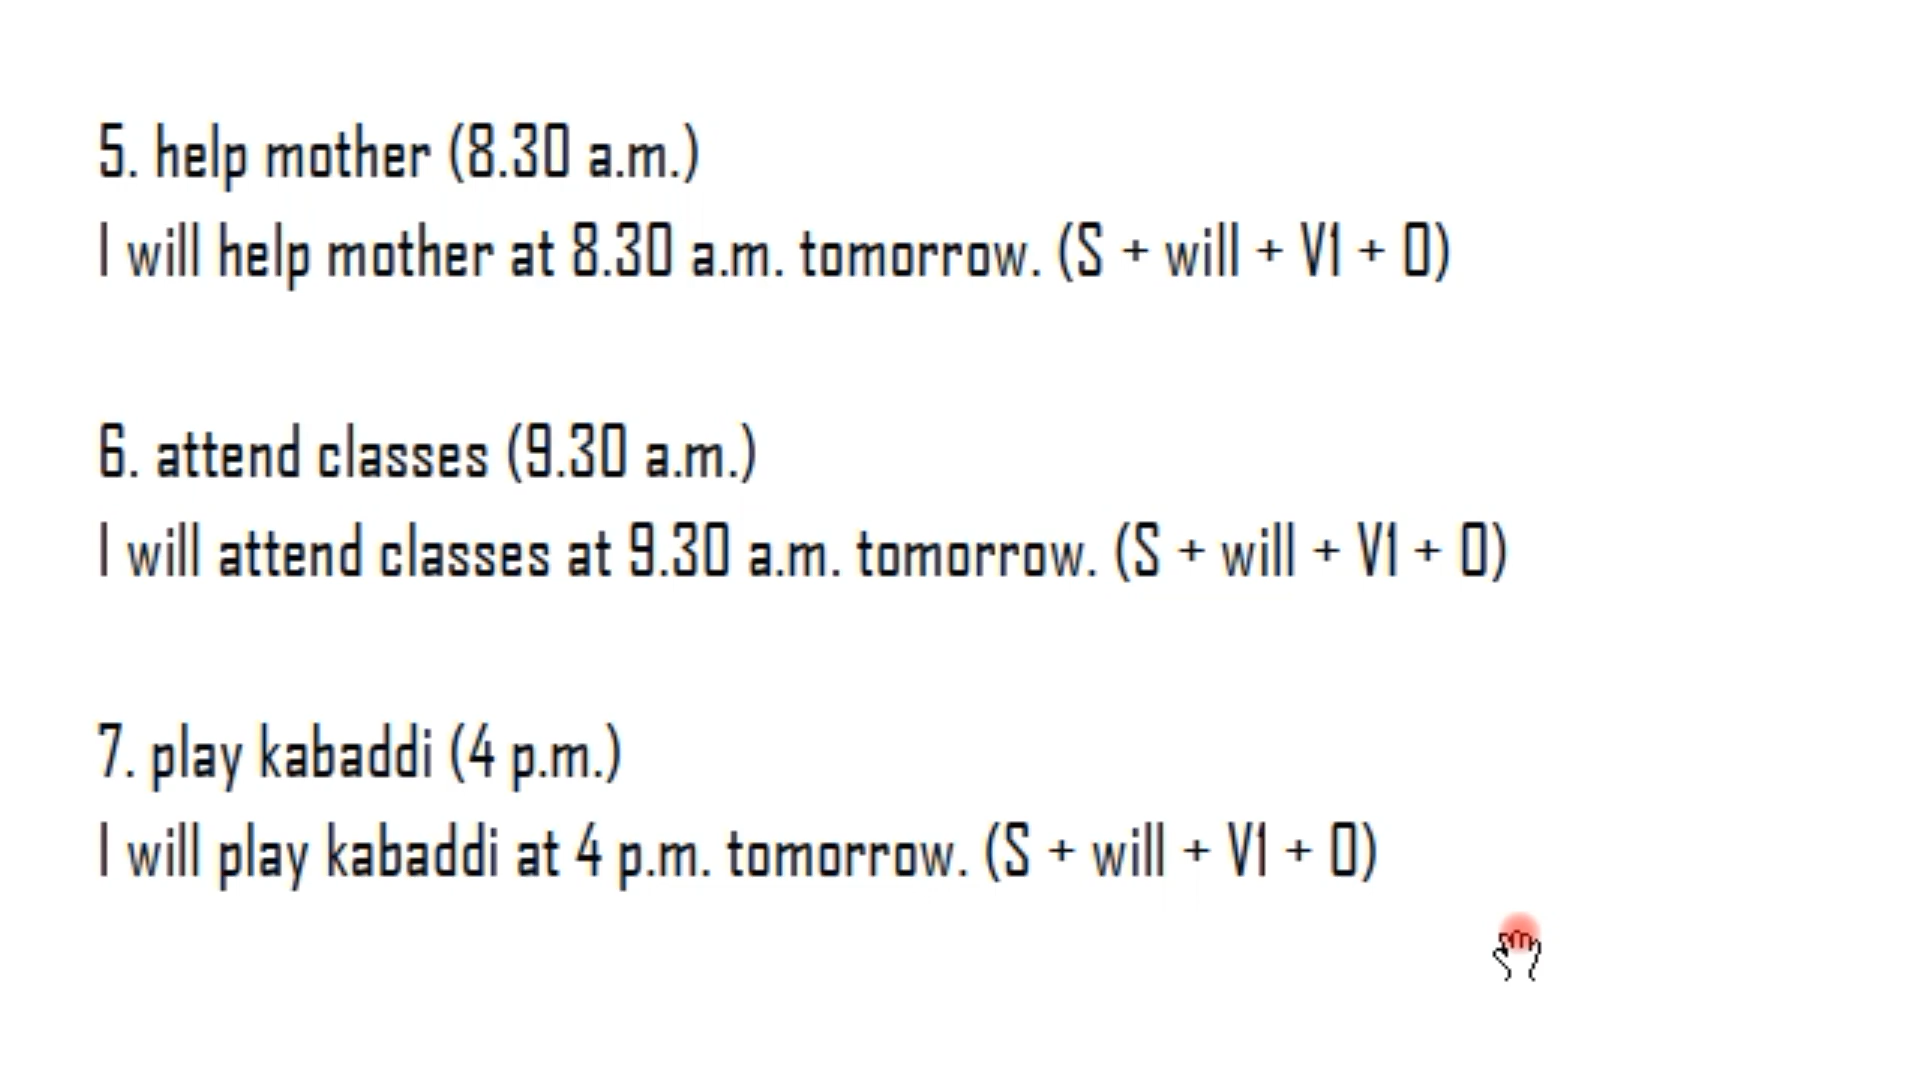 5. help mother (8.30 a.m.)
I will help mother at 8.30 a.m. tomorrow. (S + will + V1 + O)
6. attend classes (9.30 a.m.)
I will attend classes at 9.30 a.m. tomorrow. (S + will + V1 + O)
7. play kabaddi (4 p.m.)
I will play kabaddi at 4 p.m. tomorrow. (S + will + V1 + O)